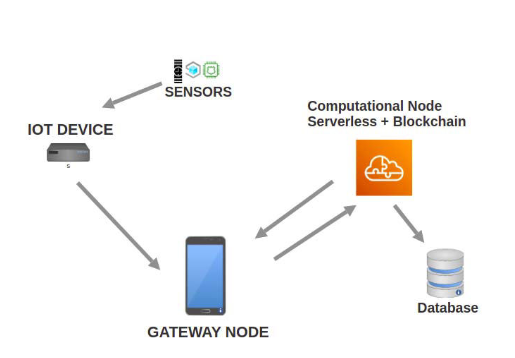 SENSORS
Computational Node
Serverless + Blockchain
IOT DEVICE
S
GATEWAY NODE
Database